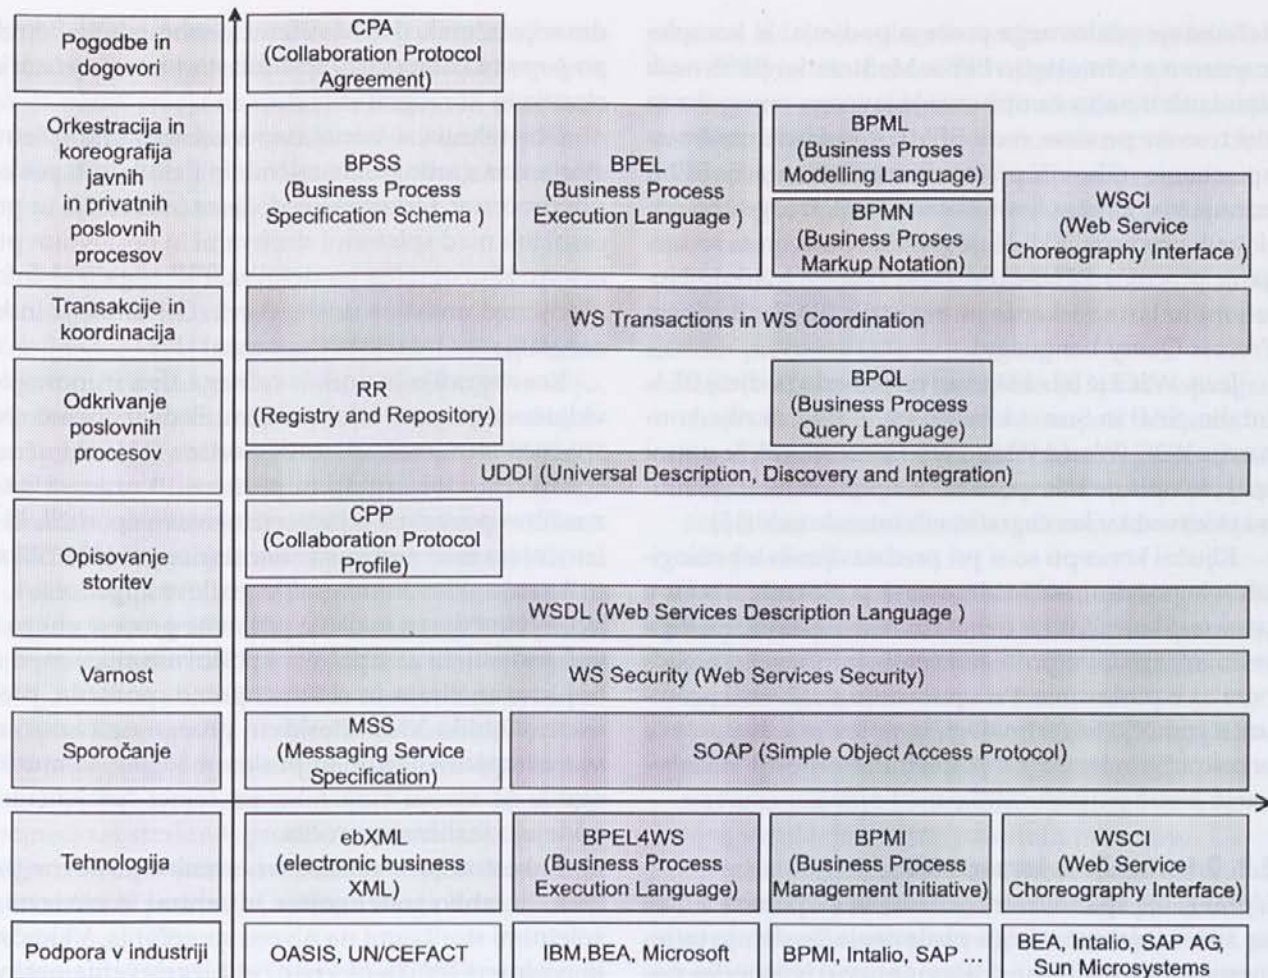 Pogodbe in
dogovori
CPA
(Collaboration Protocol
Agreement)
Orkestracija in
koegografija
javnih
in privatnih
poslovnih
procesov
BPSS
(Business Process
Specification Schema )
BPEL
(Business Process
Execution Language )
BPML
(Business Proses
Modelling Language)
BPMN
(Business Proses
Markup Notation)
WSCI
(Web Service
Choreography Interface )
Transakcije in
koordinacija
WS Transactions in WS Coordination
Odkrivanje
poslovnih
procesov
RR
(Registry and Repository)
BPQL
(Business Process
Query Language)
UDDI (Universal Description, Discovery and Integration)
Opisovanje
storitev
CPP
(Collaboration Protocol
Profile)
WSDL (Web Services Description Language )
Varnost
WS Security (Web Services Security)
Sporočanje
MSS
(Messaging Service
Specification)
SOAP (Simple Object Access Protocol)
Tehnologija
ebXML
(electronic business
XML)
BPEL4WS
(Business Process
Execution Language)
BPMI
(Business Process
Management Initiative)
WSCI
(Web Service
Choreography Interface)
Podpora v industriji
OASIS, UN/CEFACT
IBM,BEA, Microsoft
BPMI, Intalio, SAP ...
BEA, Intalio, SAP AG,
Sun Microsystems